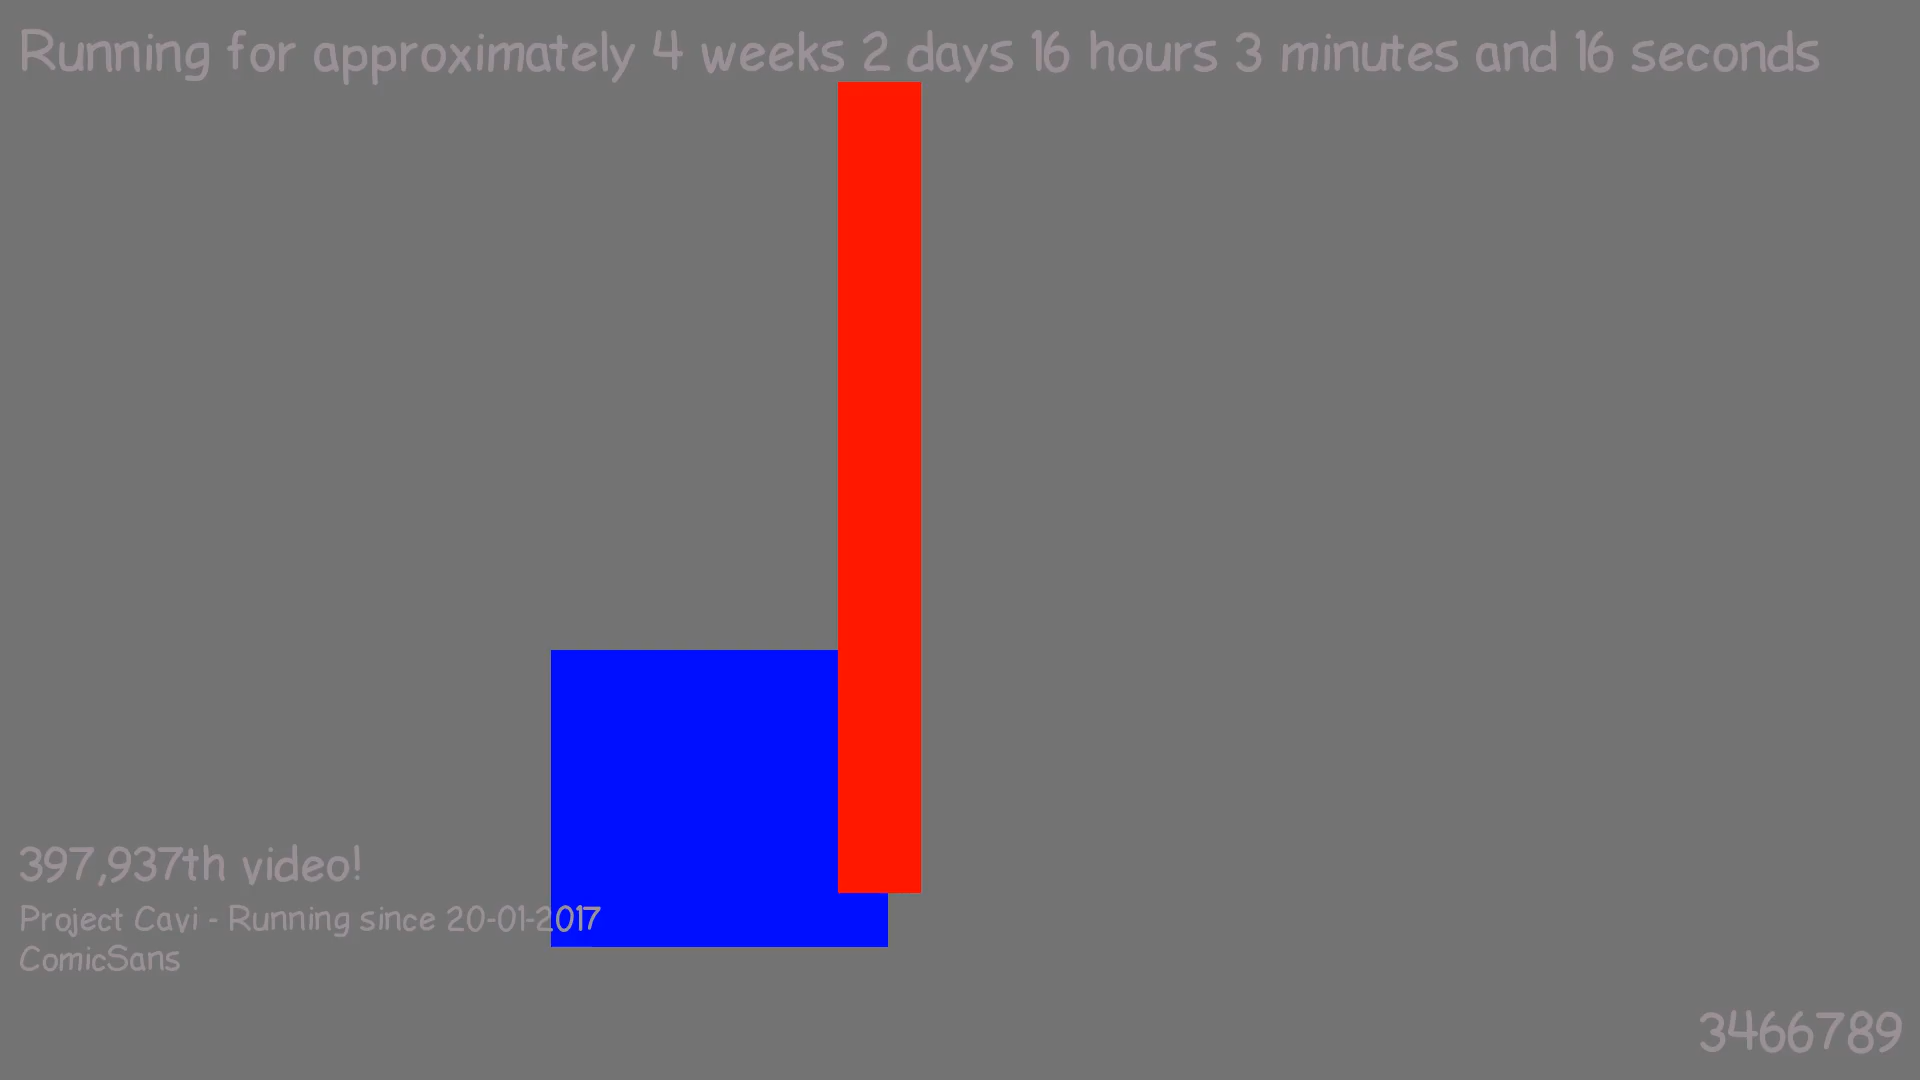 Running for approximately 4 weeks 2 days 16 hours 3 minutes and 16 seconds
397,937th video!
Project Cavi - Running since 20-01-2017
ComicSans
3466789